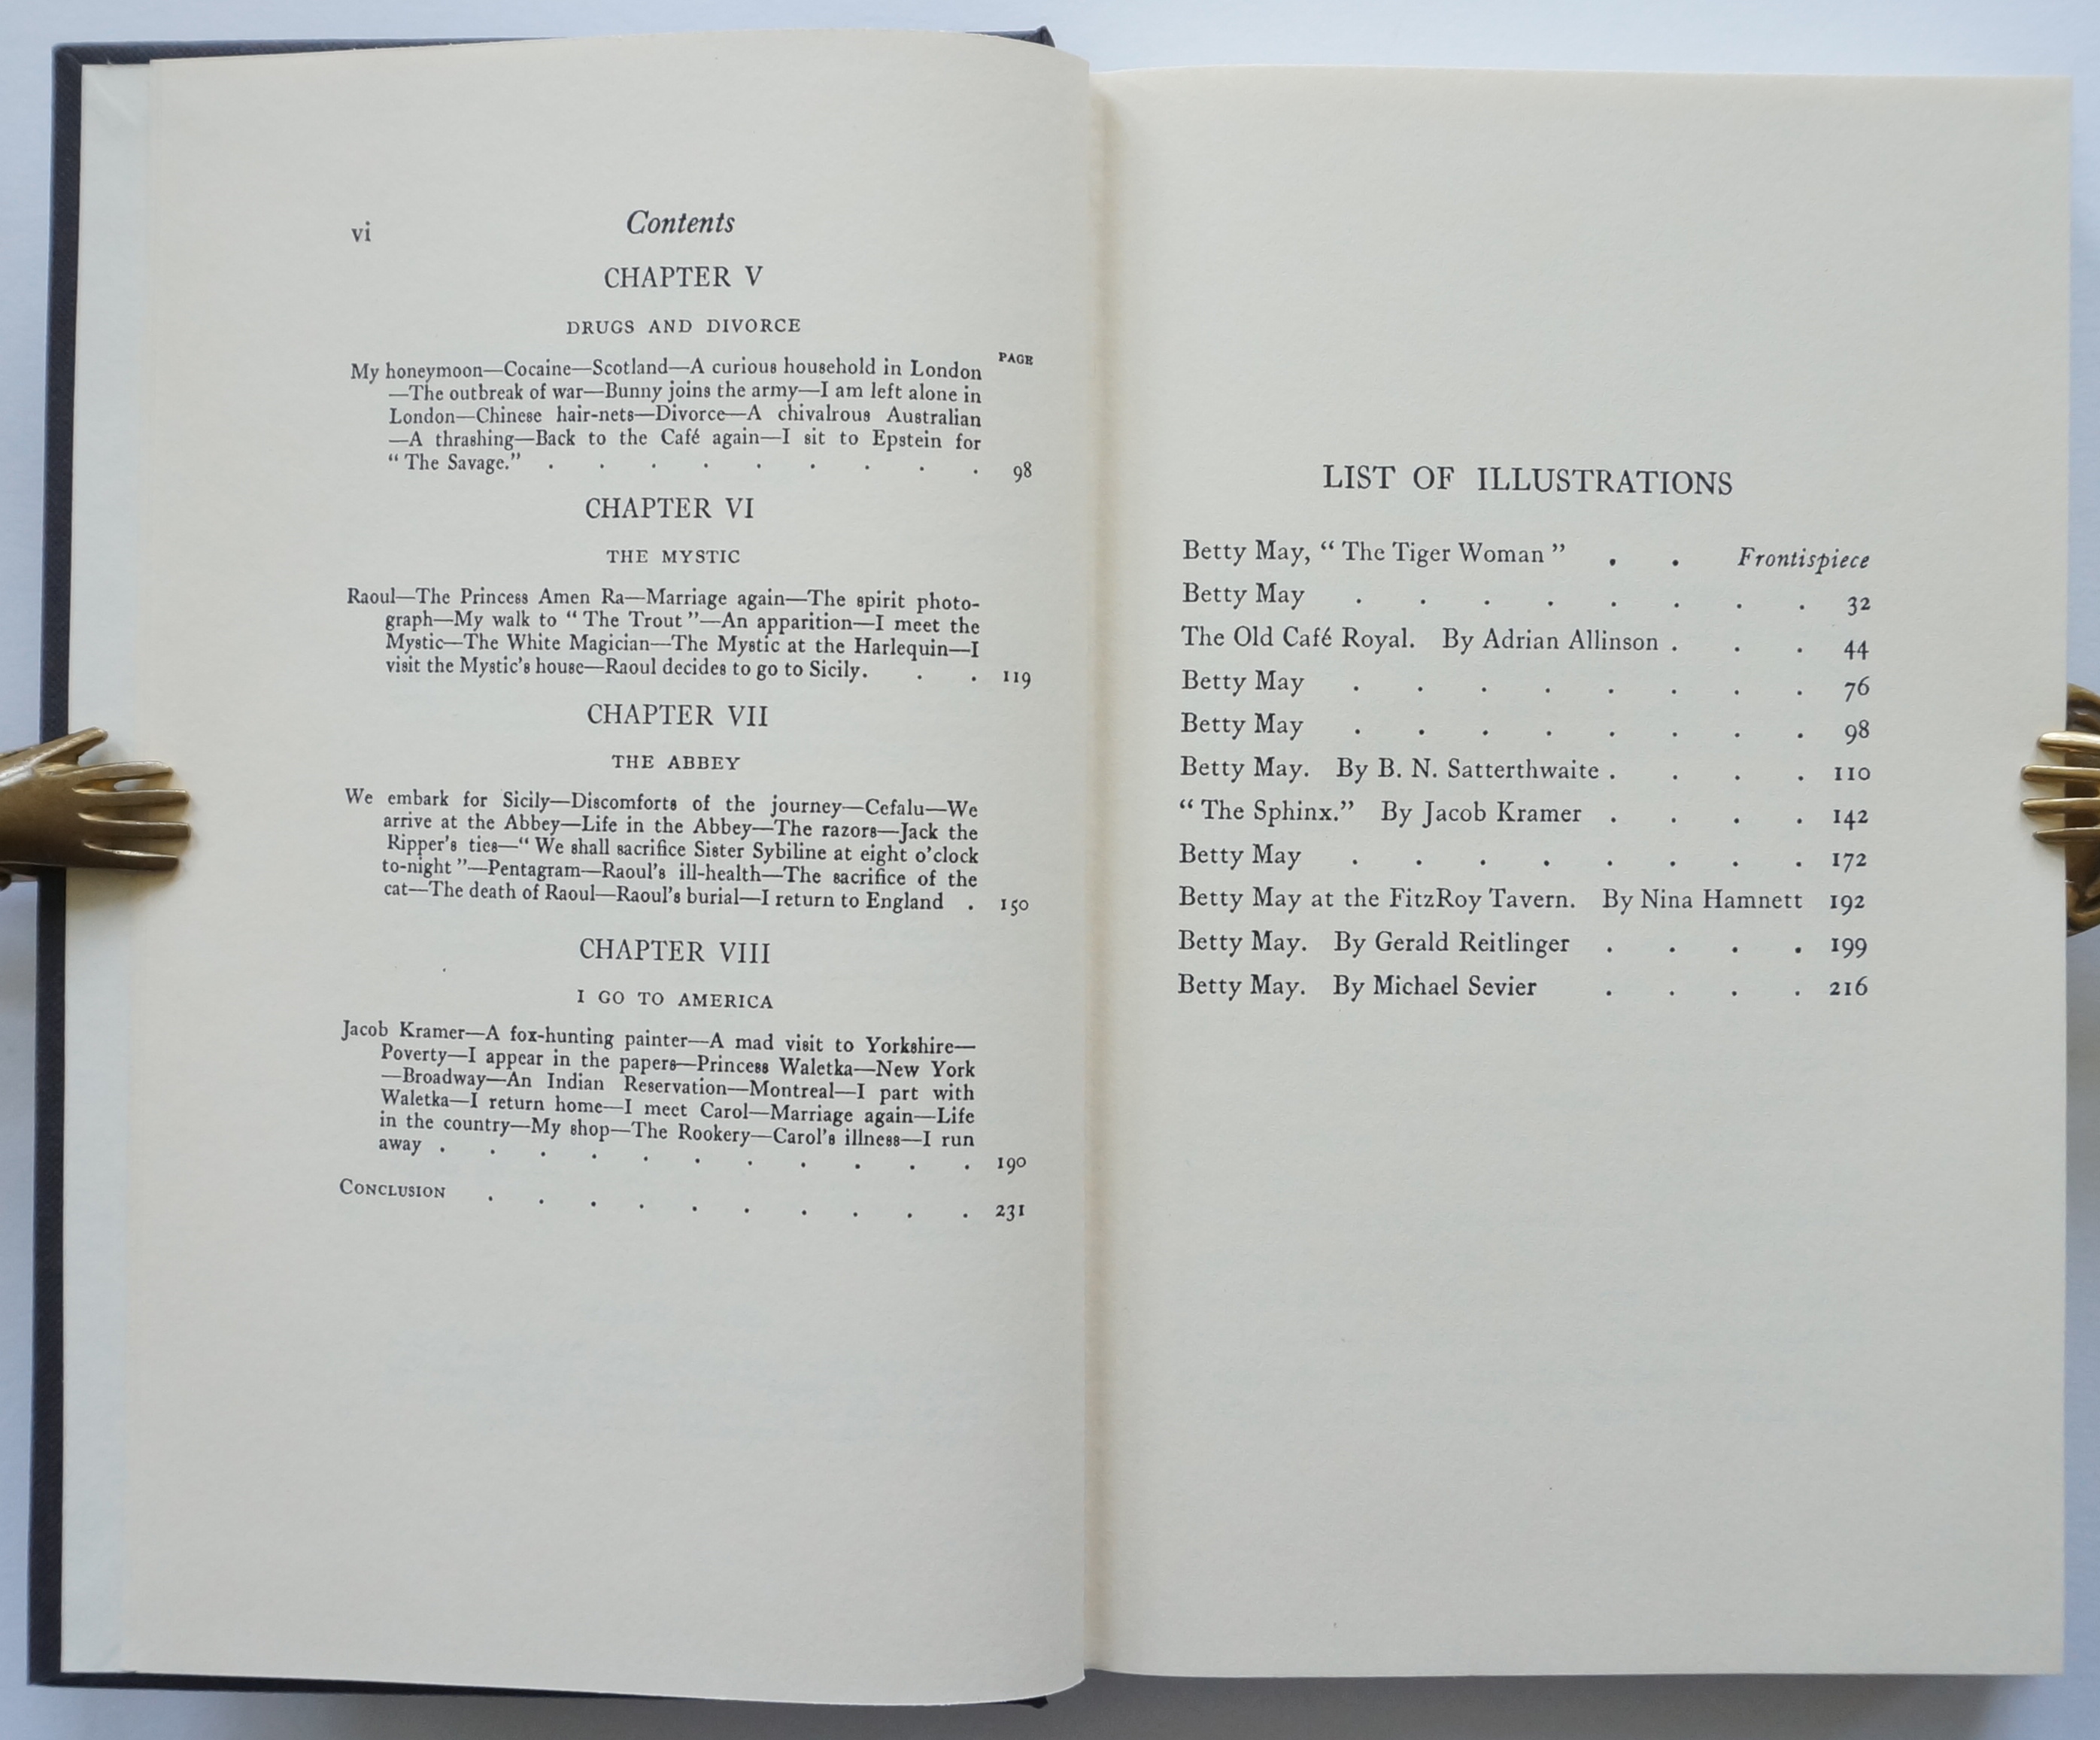 vi Contents
CHAPTER V
DRUGS AND DIVORCE
PAGE
My honeymoon—Cocaine—Scotland—A curious household in London
—The outbreak of war—Bunny joins the army—I am left alone in
London—Chinese hair-nets—Divorce—A chivalrous Australian
—A thrashing—Back to the Café again—I sit to Epstein for
“ The Savage.” . . . . . . . . . 98
CHAPTER VI
THE MYSTIC
Raoul—The Princess Amen Ra—Marriage again—The spirit photo-
graph—My walk to “ The Trout ”—An apparition—I meet the
Mystic—The White Magician—The Mystic at the Harlequin—I
visit the Mystic's house—Raoul decides to go to Sicily. . . 119
CHAPTER VII
THE ABBEY
We embark for Sicily—Discomforts of the journey—Cefalu—We
arrive at the Abbey—Life in the Abbey—The razors—Jack the
Ripper's ties—“ We shall sacrifice Sister Sybiline at eight o'clock
to-night ”—Pentagram—Raoul's ill-health—The sacrifice of the
cat—The death of Raoul—Raoul's burial—I return to England . 150
CHAPTER VIII
I GO TO AMERICA
Jacob Kramer—A fox-hunting painter—A mad visit to Yorkshire—
Poverty—I appear in the papers—Princess Waletka—New York
—Broadway—An Indian Reservation—Montreal—I part with
Waletka—I return home—I meet Carol—Marriage again—Life
in the country—My shop—The Rookery—Carol's illness—I run
away . . . . . . . . . . . 190
CONCLUSION . . . . . . . . . . 231
LIST OF ILLUSTRATIONS
Betty May, “ The Tiger Woman ” . . Frontispiece
Betty May . . . . . . . . 32
The Old Café Royal. By Adrian Allinson . . . 44
Betty May . . . . . . . . 76
Betty May . . . . . . . . 98
Betty May. By B. N. Satterthwaite . . . . 110
“ The Sphinx.” By Jacob Kramer . . . . 142
Betty May . . . . . . . . 172
Betty May at the FitzRoy Tavern. By Nina Hamnett 192
Betty May. By Gerald Reitlinger . . . . 199
Betty May. By Michael Sevier . . . . 216